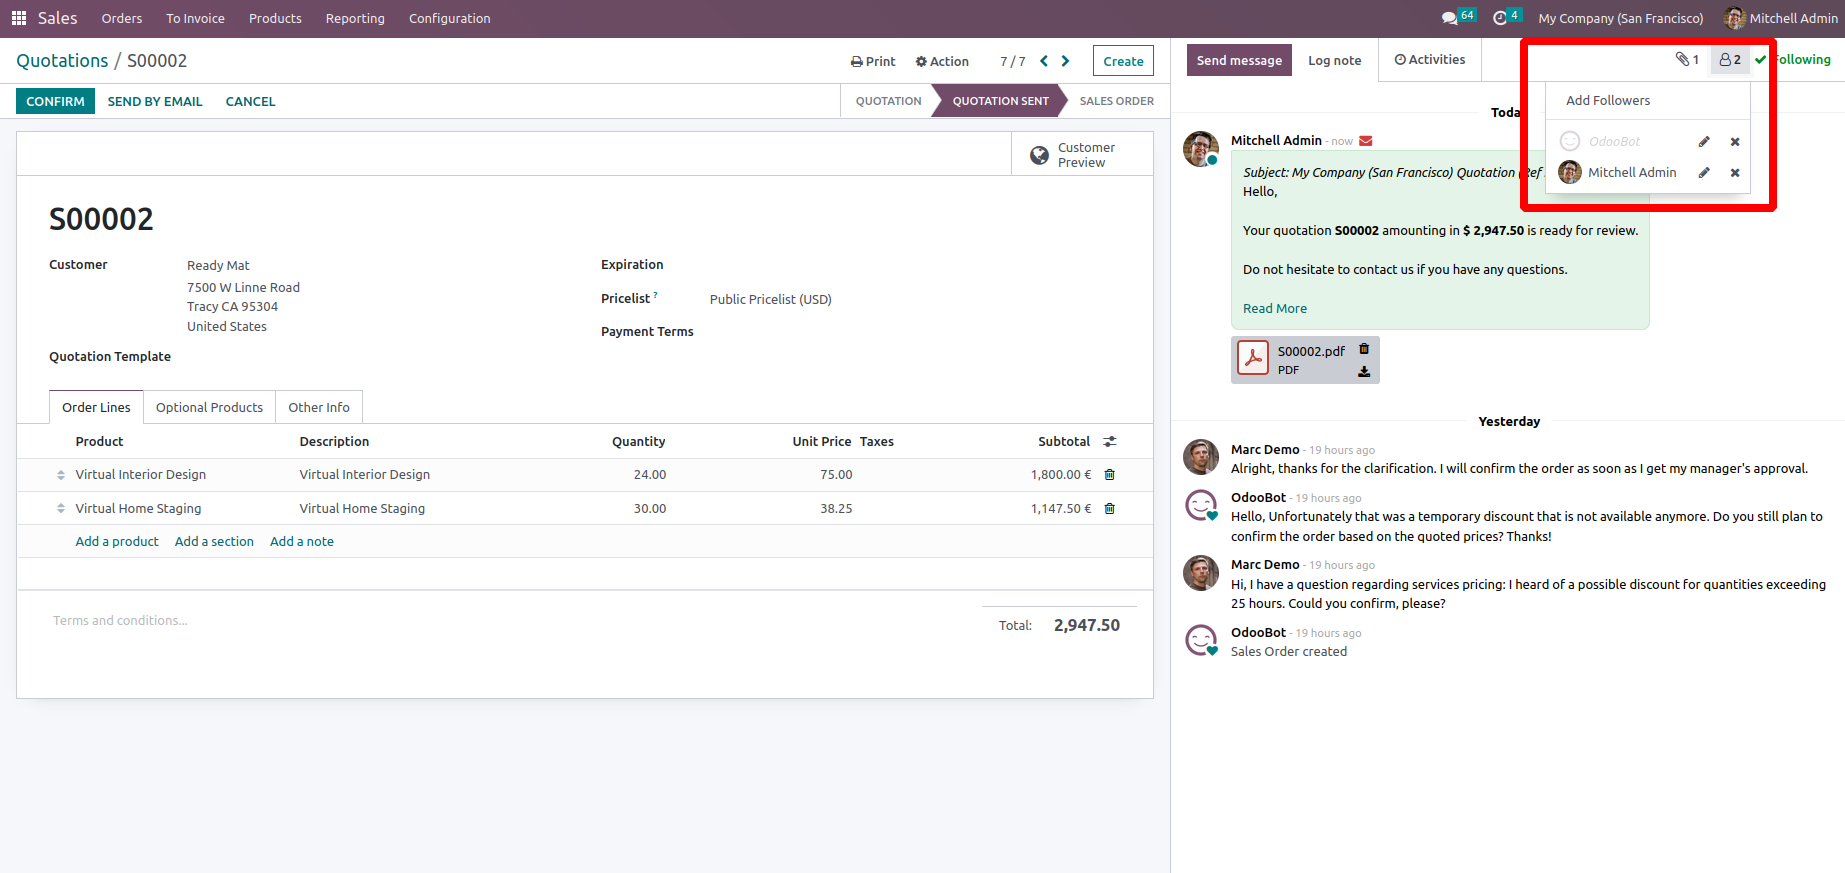 Sales Orders To Invoice Products Reporting Configuration 64 4 My Company (San Francisco) Mitchell Admin
Quotations / S00002
Print Action 7 / 7 Create
CONFIRM SEND BY EMAIL CANCEL
QUOTATION QUOTATION SENT SALES ORDER
Customer
Preview
S00002
Customer Ready Mat
7500 W Linne Road
Tracy CA 95304
United States
Quotation Template
Expiration
Pricelist ? Public Pricelist (USD)
Payment Terms
Order Lines Optional Products Other Info
Product Description Quantity Unit Price Taxes Subtotal
Virtual Interior Design Virtual Interior Design 24.00 75.00 1,800.00 €
Virtual Home Staging Virtual Home Staging 30.00 38.25 1,147.50 €
Add a product Add a section Add a note
Terms and conditions...
Total: 2,947.50
Send message Log note Activities 1 2 Following
Add Followers
OdooBot
Mitchell Admin
Toda
Mitchell Admin - now
Subject: My Company (San Francisco) Quotation (Ref
Hello,
Your quotation S00002 amounting in $ 2,947.50 is ready for review.
Do not hesitate to contact us if you have any questions.
Read More
S00002.pdf
PDF
Yesterday
Marc Demo - 19 hours ago
Alright, thanks for the clarification. I will confirm the order as soon as I get my manager's approval.
OdooBot - 19 hours ago
Hello, Unfortunately that was a temporary discount that is not available anymore. Do you still plan to
confirm the order based on the quoted prices? Thanks!
Marc Demo - 19 hours ago
Hi, I have a question regarding services pricing: I heard of a possible discount for quantities exceeding
25 hours. Could you confirm, please?
OdooBot - 19 hours ago
Sales Order created